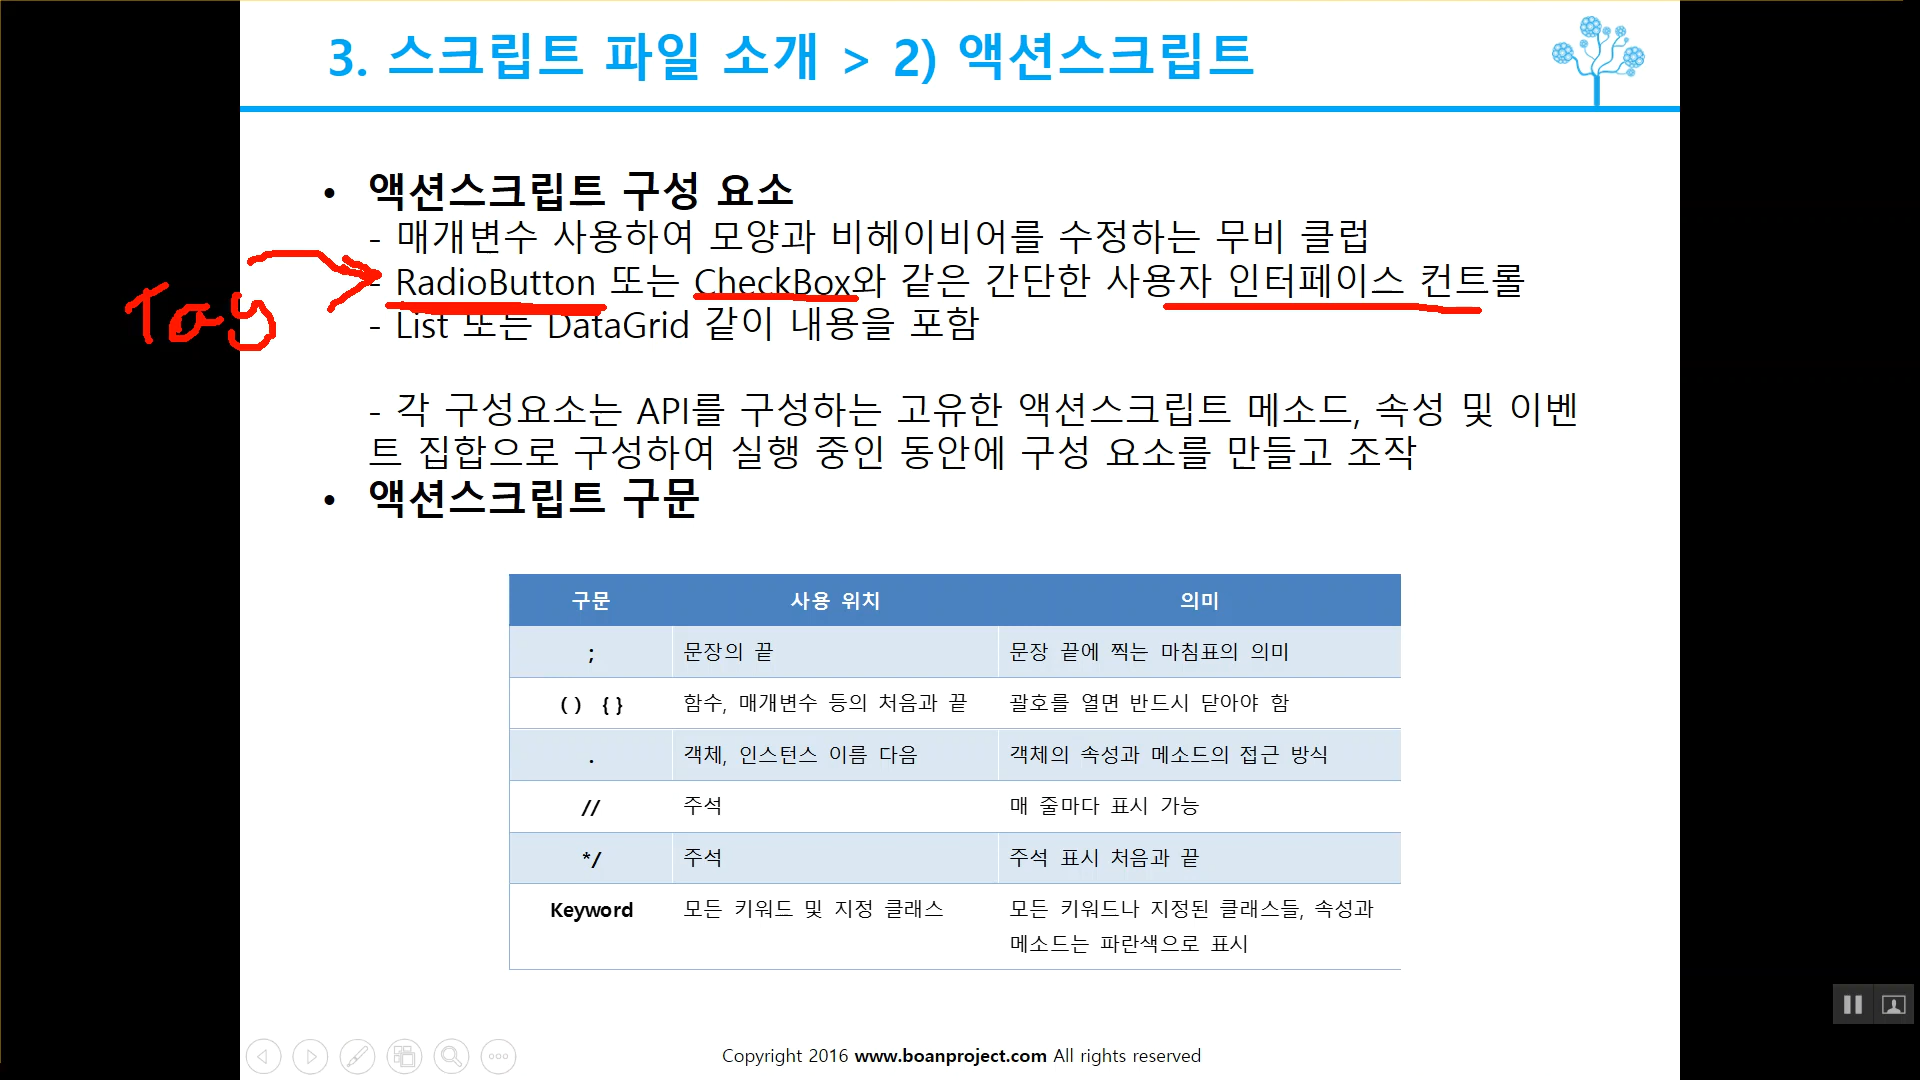 3. 스크립트 파일 소개 > 2) 액션스크립트
• 액션스크립트 구성 요소
- 매개변수 사용하여 모양과 비헤이비어를 수정하는 무비 클럽
Tag
- RadioButton 또는 CheckBox와 같은 간단한 사용자 인터페이스 컨트롤
- List 또는 DataGrid 같이 내용을 포함
- 각 구성요소는 API를 구성하는 고유한 액션스크립트 메소드, 속성 및 이벤
트 집합으로 구성하여 실행 중인 동안에 구성 요소를 만들고 조작
• 액션스크립트 구문
구문 사용 위치 의미
; 문장의 끝 문장 끝에 찍는 마침표의 의미
( ) { } 함수, 매개변수 등의 처음과 끝 괄호를 열면 반드시 닫아야 함
. 객체, 인스턴스 이름 다음 객체의 속성과 메소드의 접근 방식
// 주석 매 줄마다 표시 가능
*/ 주석 주석 표시 처음과 끝
Keyword 모든 키워드 및 지정 클래스 모든 키워드나 지정된 클래스들, 속성과
메소드는 파란색으로 표시
Copyright 2016 www.boanproject.com All rights reserved